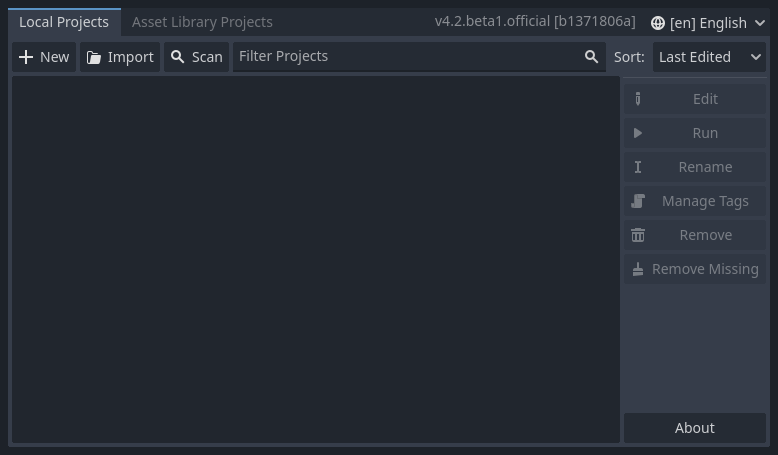 Local Projects Asset Library Projects v4.2.beta1.official [b1371806a] [en] English
New Import Scan Filter Projects Sort: Last Edited
Edit
Run
Rename
Manage Tags
Remove
Remove Missing
About